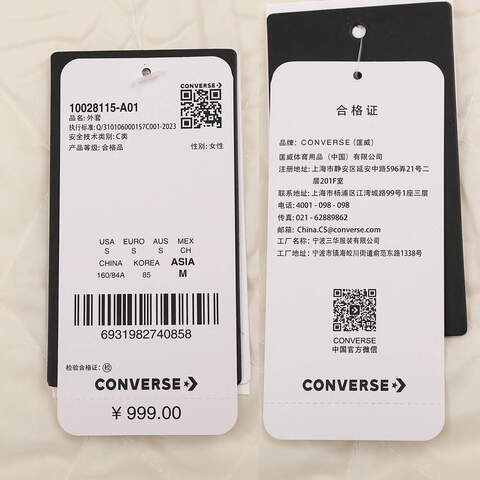 10028115-A01
CONVERSE
品名: 外套
执行标准: Q/310106000157C001-2023
安全技术类别: C类
产品等级: 合格品
性别: 女性
USA EURO AUS MEX
S S S CH
CHINA KOREA ASIA
160/84A 85 M
6931982740858
检验合格证: 检
CONVERSE
¥ 999.00
合格证
品牌: CONVERSE (匡威)
匡威体育用品（中国）有限公司
注册地址: 上海市静安区延安中路596弄21号二
层201F室
联系地址: 上海市杨浦区江湾城路99号1座三层
电话: 4001 - 098 - 098
传真: 021 - 62889862
邮箱: China.CS@converse.com
工厂名称: 宁波三华服装有限公司
工厂地址: 宁波市镇海蛟川街道俞范东路1338号
CONVERSE
中国官方微信
CONVERSE